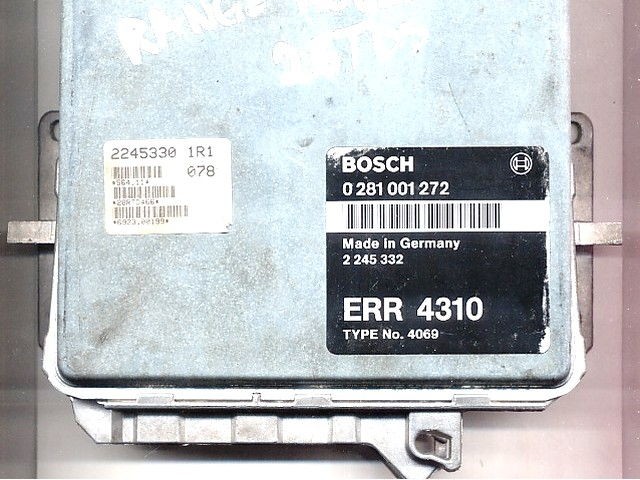 RANGE
2245330 1R1
078
BOSCH
0 281 001 272
Made in Germany
2 245 332
ERR 4310
TYPE No. 4069